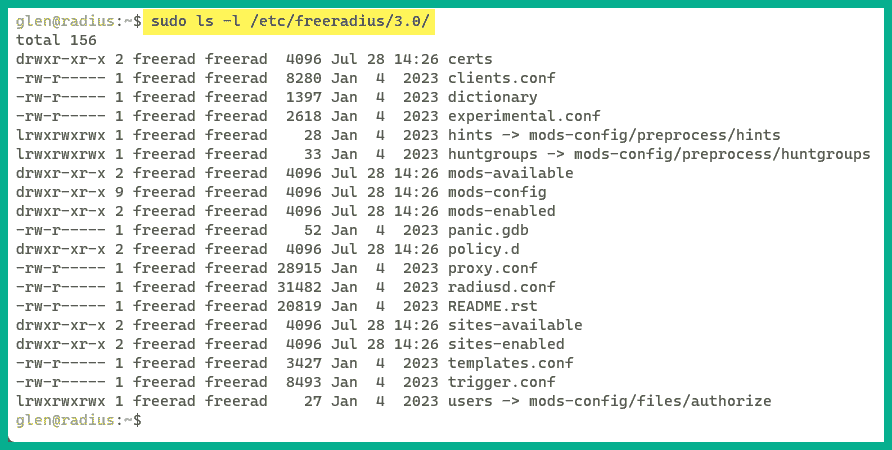 glen@radius:~$ sudo ls -l /etc/freeradius/3.0/
total 156
drwxr-xr-x 2 freerad freerad  4096 Jul 28 14:26 certs
-rw-r----- 1 freerad freerad  8280 Jan  4  2023 clients.conf
-rw-r----- 1 freerad freerad  1397 Jan  4  2023 dictionary
-rw-r----- 1 freerad freerad  2618 Jan  4  2023 experimental.conf
lrwxrwxrwx 1 freerad freerad    28 Jan  4  2023 hints -> mods-config/preprocess/hints
lrwxrwxrwx 1 freerad freerad    33 Jan  4  2023 huntgroups -> mods-config/preprocess/huntgroups
drwxr-xr-x 2 freerad freerad  4096 Jul 28 14:26 mods-available
drwxr-xr-x 9 freerad freerad  4096 Jul 28 14:26 mods-config
drwxr-xr-x 2 freerad freerad  4096 Jul 28 14:26 mods-enabled
-rw-r----- 1 freerad freerad    52 Jan  4  2023 panic.gdb
drwxr-xr-x 2 freerad freerad  4096 Jul 28 14:26 policy.d
-rw-r----- 1 freerad freerad 28915 Jan  4  2023 proxy.conf
-rw-r----- 1 freerad freerad 31482 Jan  4  2023 radiusd.conf
-rw-r----- 1 freerad freerad 20819 Jan  4  2023 README.rst
drwxr-xr-x 2 freerad freerad  4096 Jul 28 14:26 sites-available
drwxr-xr-x 2 freerad freerad  4096 Jul 28 14:26 sites-enabled
-rw-r----- 1 freerad freerad  3427 Jan  4  2023 templates.conf
-rw-r----- 1 freerad freerad  8493 Jan  4  2023 trigger.conf
lrwxrwxrwx 1 freerad freerad    27 Jan  4  2023 users -> mods-config/files/authorize
glen@radius:~$